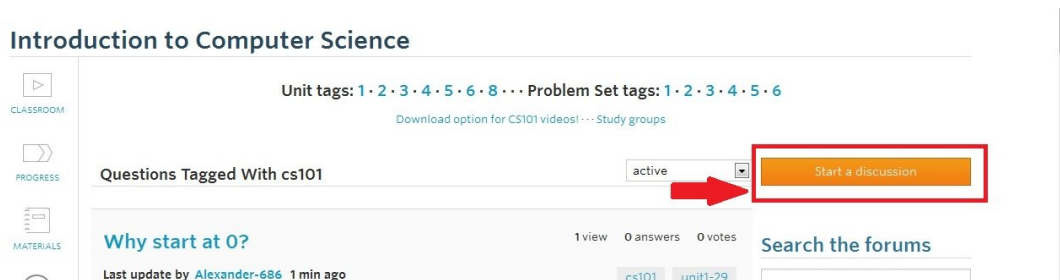 Introduction to Computer Science
CLASSROOM
Unit tags: 1 · 2 · 3 · 4 · 5 · 6 · 8 · · · Problem Set tags: 1 · 2 · 3 · 4 · 5 · 6
Download option for CS101 videos! · · · Study groups
PROGRESS
Questions Tagged With cs101
active
Start a discussion
MATERIALS
Why start at 0?
1 view 0 answers 0 votes
Search the forums
Last update by Alexander-686 1 min ago
cs101 unit1-29